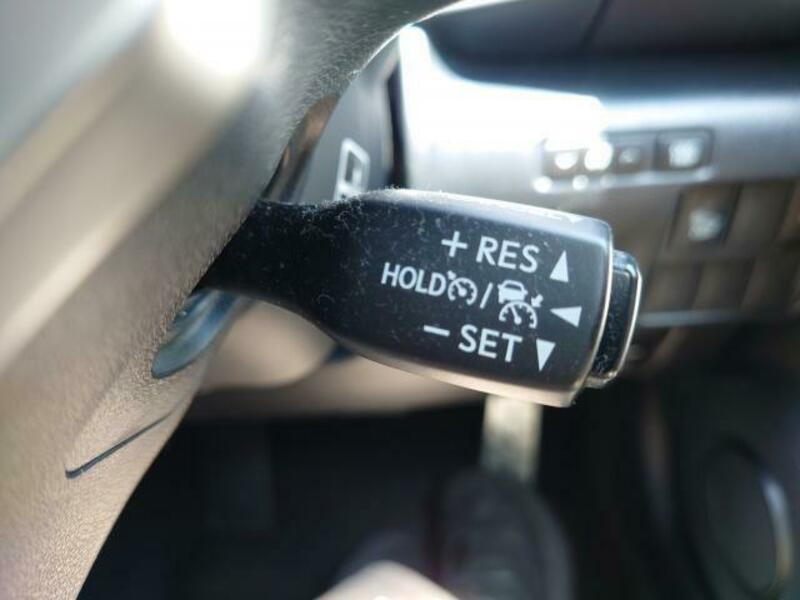 + RES ▲
HOLD / ◀
− SET ▼